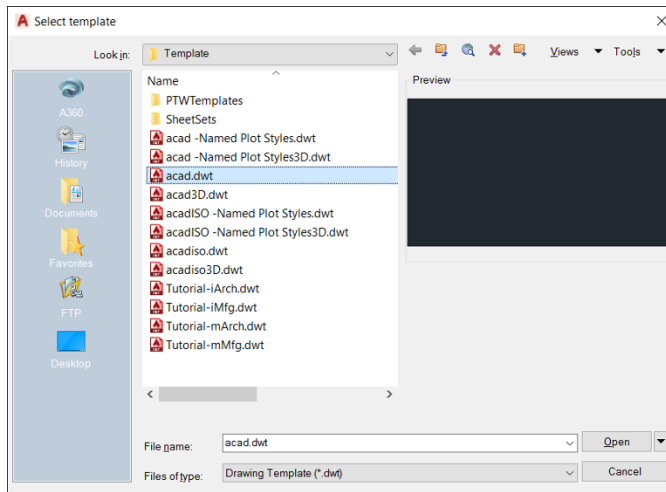 Select template
Look in: Template Views Tools
A360
History
Documents
Favorites
FTP
Desktop
Name
PTWTemplates
SheetSets
acad -Named Plot Styles.dwt
acad -Named Plot Styles3D.dwt
acad.dwt
acad3D.dwt
acadISO -Named Plot Styles.dwt
acadISO -Named Plot Styles3D.dwt
acadiso.dwt
acadiso3D.dwt
Tutorial-iArch.dwt
Tutorial-iMfg.dwt
Tutorial-mArch.dwt
Tutorial-mMfg.dwt
Preview
File name: acad.dwt Open
Files of type: Drawing Template (*.dwt) Cancel